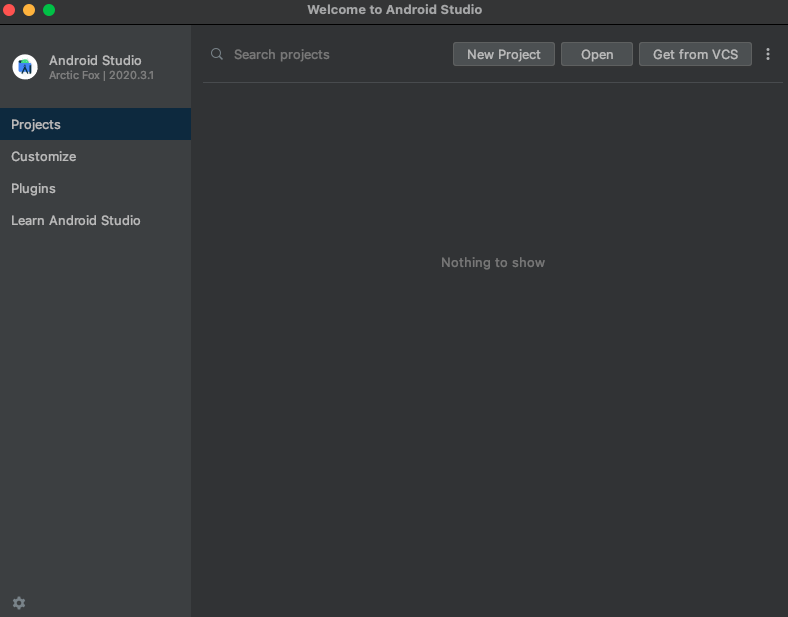 Welcome to Android Studio
Android Studio
Arctic Fox | 2020.3.1
Search projects
New Project
Open
Get from VCS
Projects
Customize
Plugins
Learn Android Studio
Nothing to show